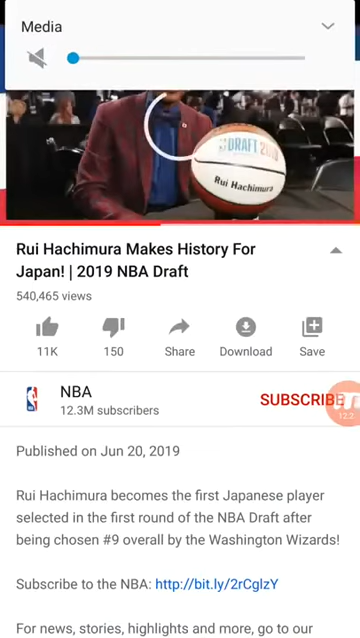 Media
DRAFT
Rui Hachimura
Rui Hachimura Makes History For
Japan! | 2019 NBA Draft
540,465 views
11K
150
Share
Download
Save
NBA
12.3M subscribers
SUBSCRIBE
Published on Jun 20, 2019
Rui Hachimura becomes the first Japanese player
selected in the first round of the NBA Draft after
being chosen #9 overall by the Washington Wizards!
Subscribe to the NBA: http://bit.ly/2rCglzY
For news, stories, highlights and more, go to our